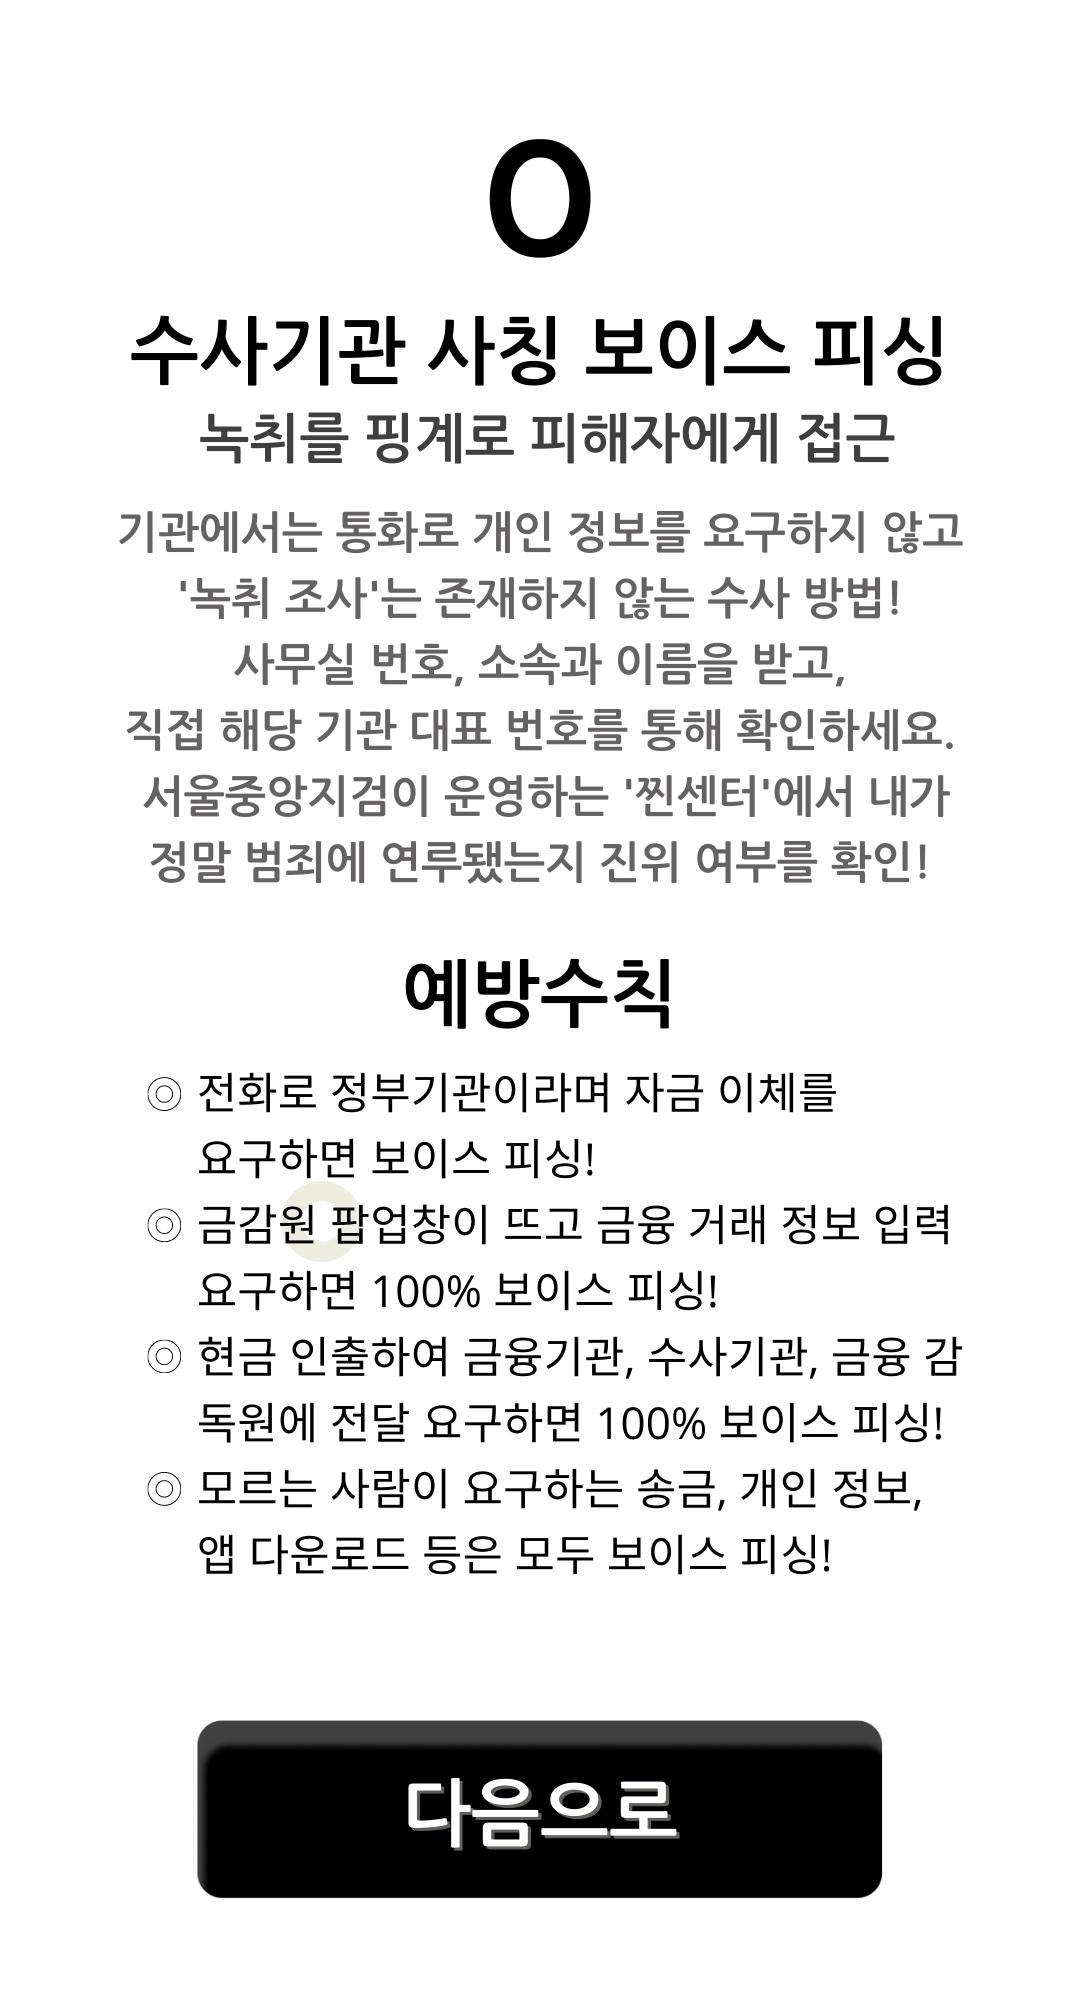 O
수사기관 사칭 보이스 피싱
녹취를 핑계로 피해자에게 접근
기관에서는 통화로 개인 정보를 요구하지 않고
'녹취 조사'는 존재하지 않는 수사 방법!
사무실 번호, 소속과 이름을 받고,
직접 해당 기관 대표 번호를 통해 확인하세요.
서울중앙지검이 운영하는 '찐센터'에서 내가
정말 범죄에 연루됐는지 진위 여부를 확인!
예방수칙
◎ 전화로 정부기관이라며 자금 이체를
요구하면 보이스 피싱!
◎ 금감원 팝업창이 뜨고 금융 거래 정보 입력
요구하면 100% 보이스 피싱!
◎ 현금 인출하여 금융기관, 수사기관, 금융 감
독원에 전달 요구하면 100% 보이스 피싱!
◎ 모르는 사람이 요구하는 송금, 개인 정보,
앱 다운로드 등은 모두 보이스 피싱!
다음으로